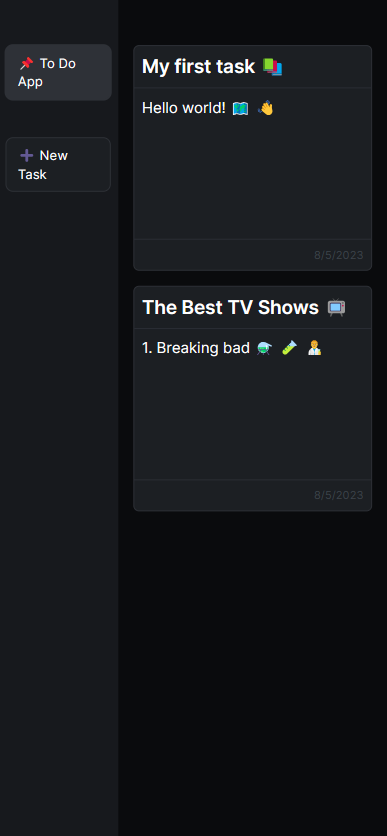 📌 To Do
App
➕ New
Task
My first task 📚
Hello world! 🗺️ 👋
8/5/2023
The Best TV Shows 📺
1. Breaking bad ⚗️ 🧪 👨‍🔬
8/5/2023